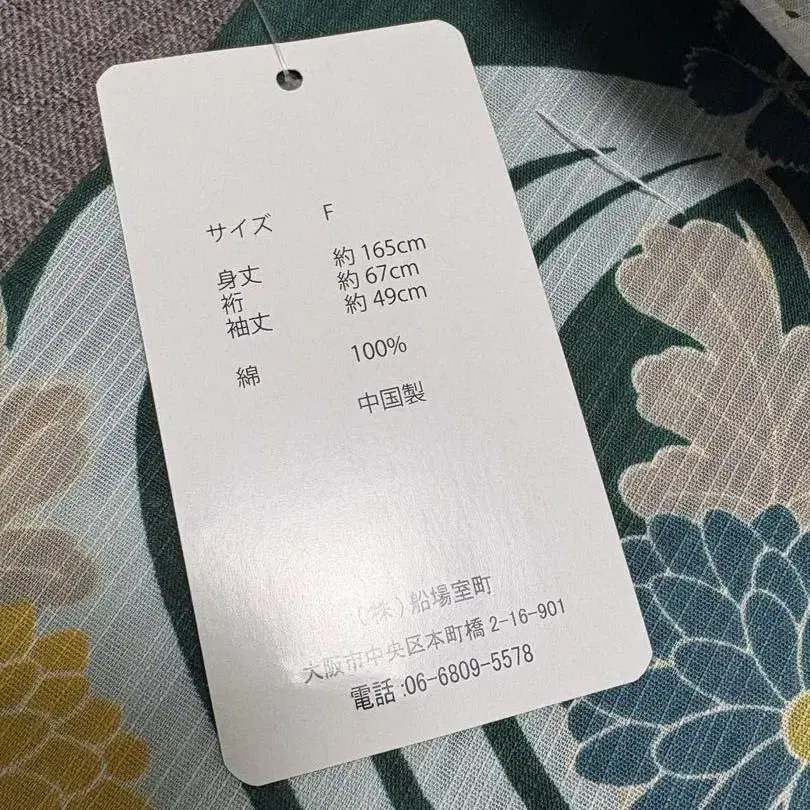 サイズ F
身丈 約 165cm
裄 約 67cm
袖丈 約 49cm
綿 100%
中国製
(株)船場室町
大阪市中央区本町橋 2-16-901
電話:06-6809-5578